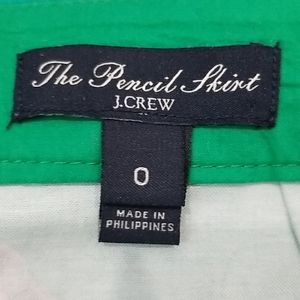 The Pencil Skirt
J.CREW
0
MADE IN
PHILIPPINES